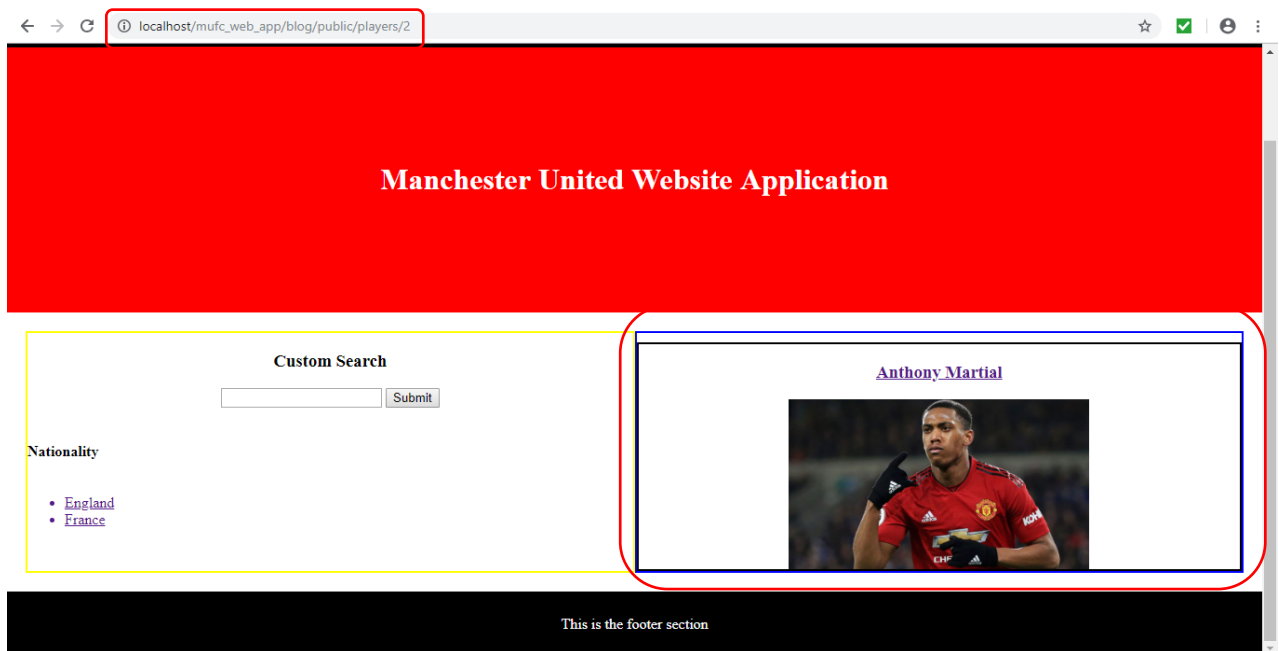 localhost/mufc_web_app/blog/public/players/2
Manchester United Website Application
Custom Search
Submit
Nationality
England
France
Anthony Martial
This is the footer section